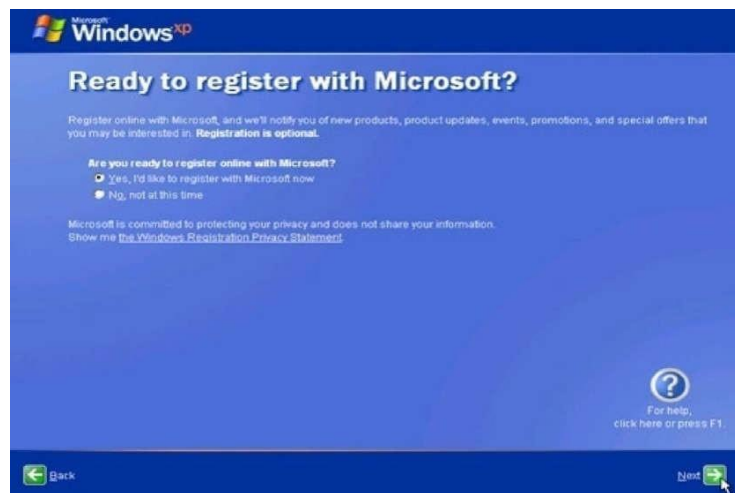 Microsoft
Windows xp
Ready to register with Microsoft?
Register online with Microsoft, and we'll notify you of new products, product updates, events, promotions, and special offers that
you may be interested in. Registration is optional.
Are you ready to register online with Microsoft?
Yes, I'd like to register with Microsoft now
No, not at this time
Microsoft is committed to protecting your privacy and does not share your information.
Show me the Windows Registration Privacy Statement.
For help,
click here or press F1.
Back
Next